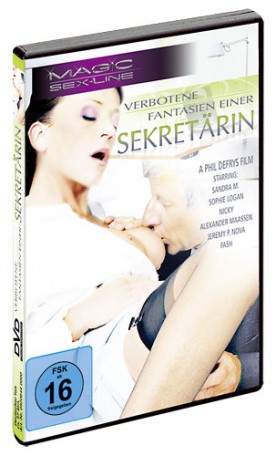 MAGIC
SEX-LINE
VERBOTENE
FANTASIEN EINER
SEKRETÄRIN
A PHIL DEFRYS FILM
STARRING:
SANDRA M.
SOPHIE LOGAN
NICKY
ALEXANDER MAASSEN
JEREMY P. NOVA
FASH
VERBOTENE
FANTASIEN EINER
SEKRETÄRIN
DVD
FSK
ab
16
freigegeben